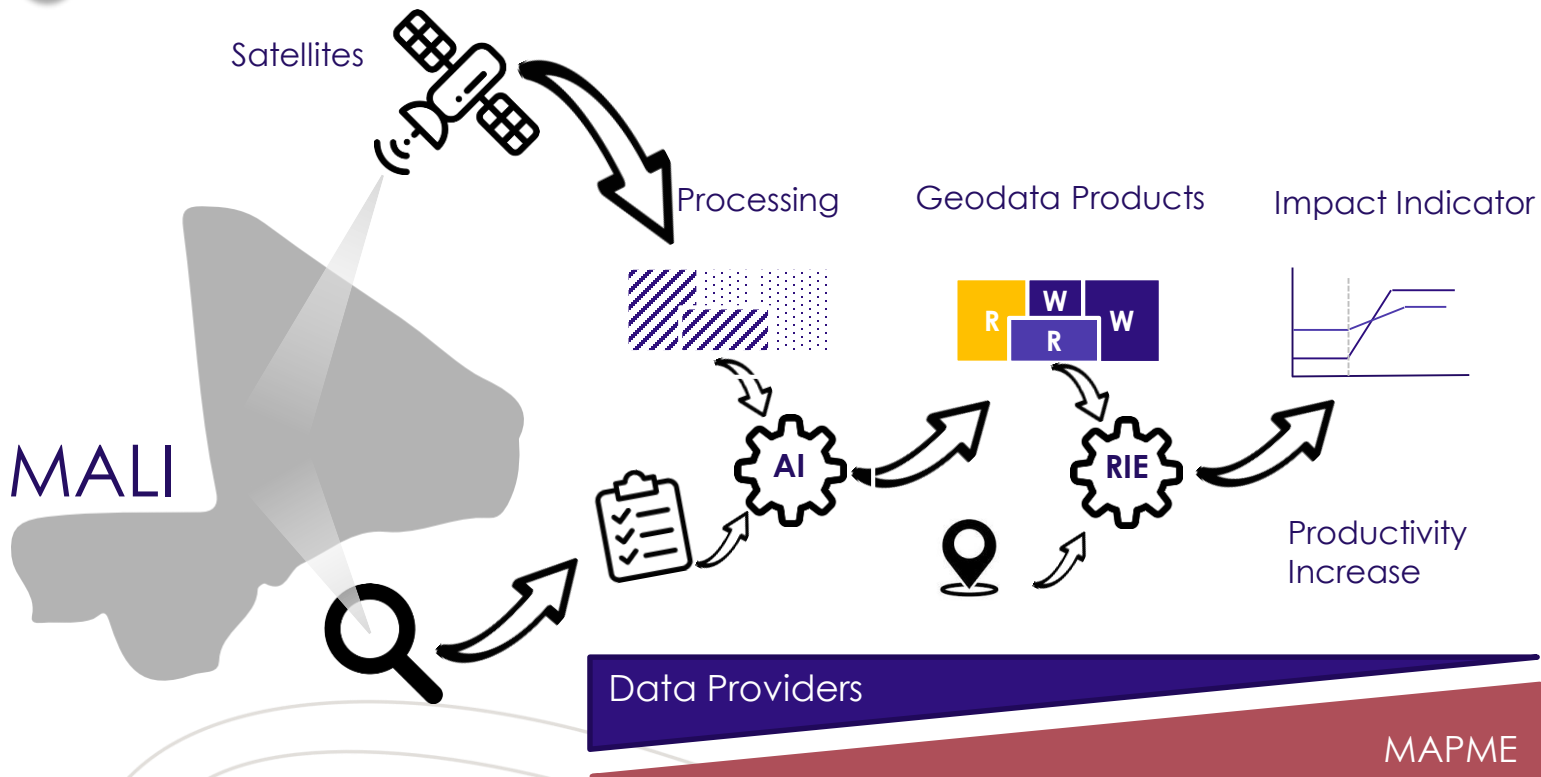 Satellites
Processing
Geodata Products
Impact Indicator
R
W
W
R
MALI
AI
RIE
Productivity
Increase
Data Providers
MAPME